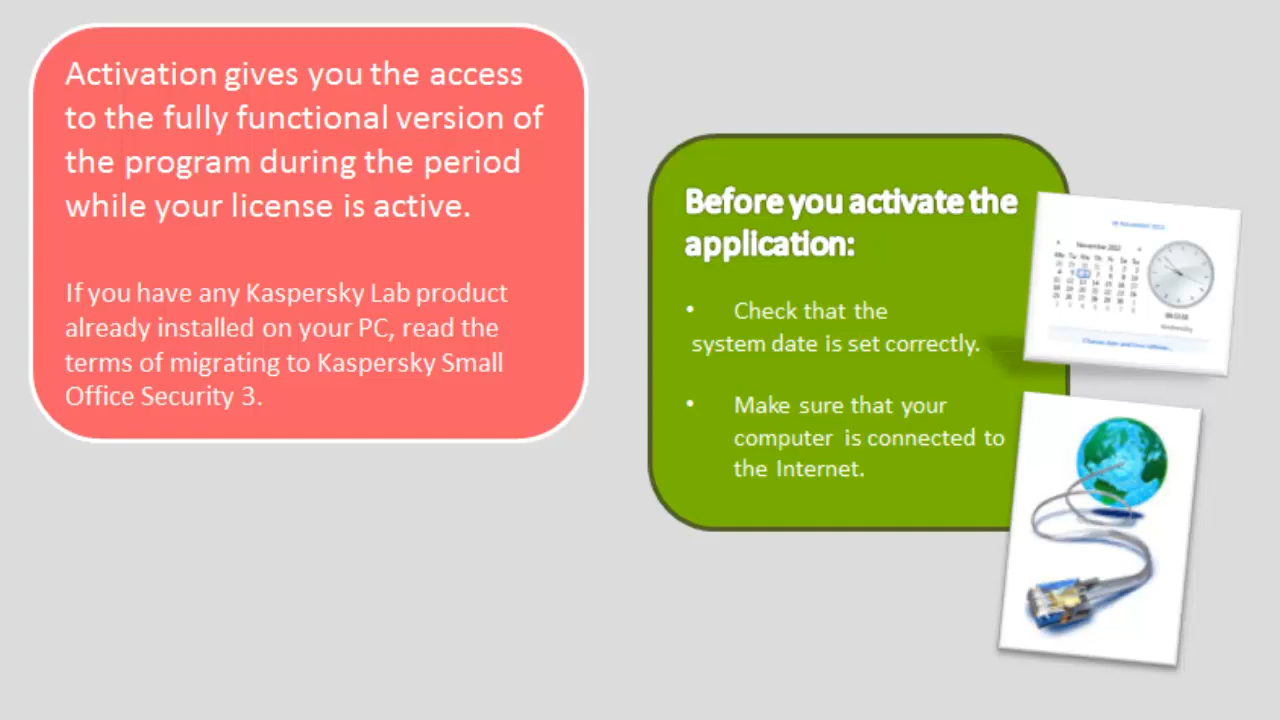 Activation gives you the access
to the fully functional version of
the program during the period
while your license is active.
If you have any Kaspersky Lab product
already installed on your PC, read the
terms of migrating to Kaspersky Small
Office Security 3.
Before you activate the
application:
• Check that the
system date is set correctly.
• Make sure that your
computer is connected to
the Internet.
November 2013